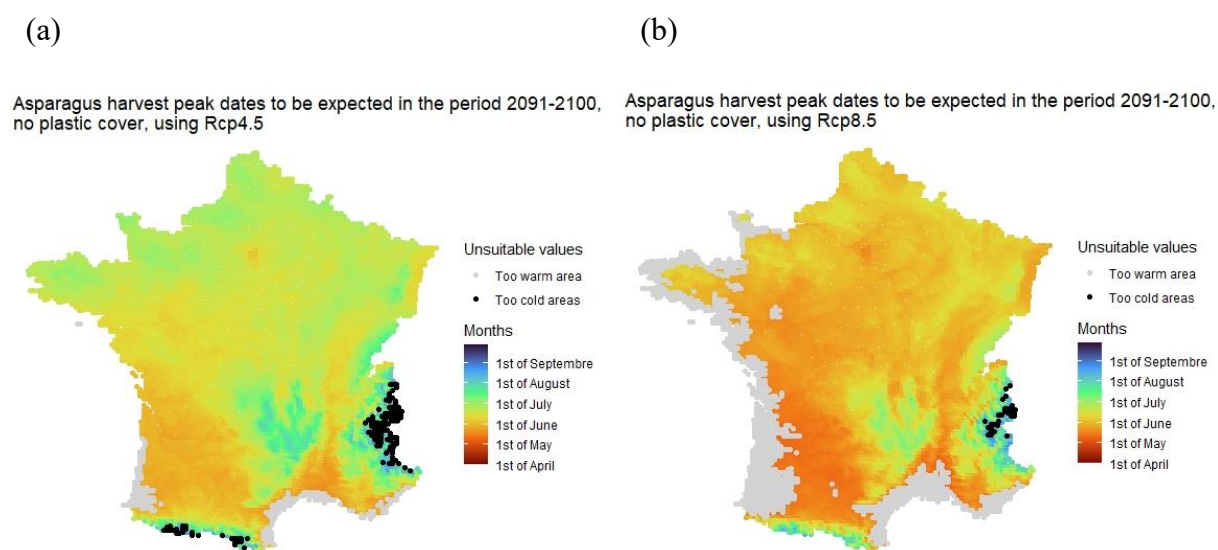 (a)
Asparagus harvest peak dates to be expected in the period 2091-2100,
no plastic cover, using Rcp4.5
Unsuitable values
Too warm area
Too cold areas
Months
1st of Septembre
1st of August
1st of July
1st of June
1st of May
1st of April
(b)
Asparagus harvest peak dates to be expected in the period 2091-2100,
no plastic cover, using Rcp8.5
Unsuitable values
Too warm area
Too cold areas
Months
1st of Septembre
1st of August
1st of July
1st of June
1st of May
1st of April